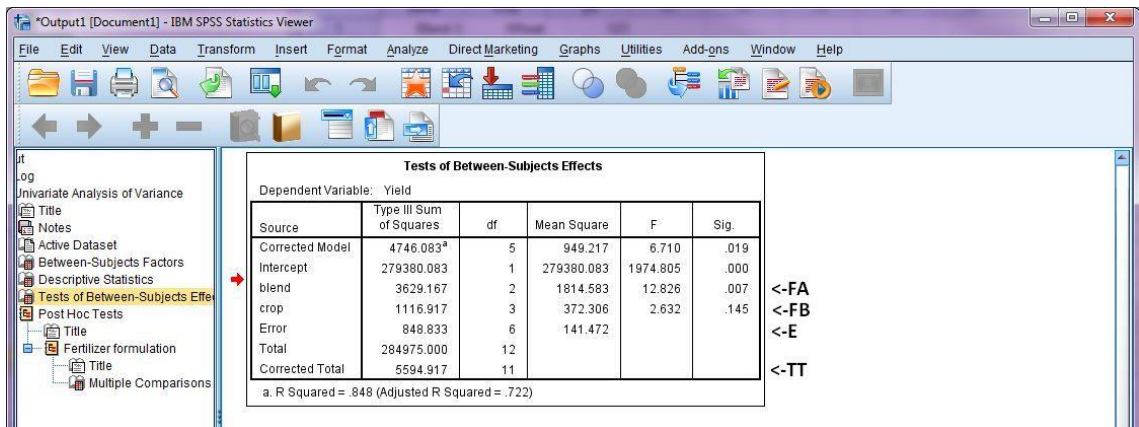 *Output1 [Document1] - IBM SPSS Statistics Viewer
File Edit View Data Transform Insert Format Analyze Direct Marketing Graphs Utilities Add-ons Window Help
Log
Univariate Analysis of Variance
Title
Notes
Active Dataset
Between-Subjects Factors
Descriptive Statistics
Tests of Between-Subjects Effe
Post Hoc Tests
Title
Fertilizer formulation
Title
Multiple Comparisons
Tests of Between-Subjects Effects
Dependent Variable: Yield
Source Type III Sum of Squares df Mean Square F Sig.
Corrected Model 4746.083a 5 949.217 6.710 .019
Intercept 279380.083 1 279380.083 1974.805 .000
blend 3629.167 2 1814.583 12.826 .007 <-FA
crop 1116.917 3 372.306 2.632 .145 <-FB
Error 848.833 6 141.472 <-E
Total 284975.000 12
Corrected Total 5594.917 11 <-TT
a. R Squared = .848 (Adjusted R Squared = .722)